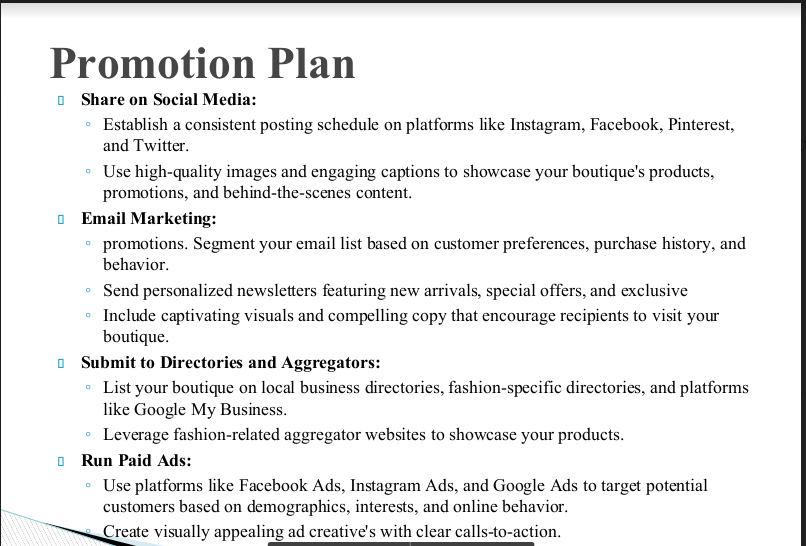 Promotion Plan
Share on Social Media:
Establish a consistent posting schedule on platforms like Instagram, Facebook, Pinterest,
and Twitter.
Use high-quality images and engaging captions to showcase your boutique's products,
promotions, and behind-the-scenes content.
Email Marketing:
promotions. Segment your email list based on customer preferences, purchase history, and
behavior.
Send personalized newsletters featuring new arrivals, special offers, and exclusive
Include captivating visuals and compelling copy that encourage recipients to visit your
boutique.
Submit to Directories and Aggregators:
List your boutique on local business directories, fashion-specific directories, and platforms
like Google My Business.
Leverage fashion-related aggregator websites to showcase your products.
Run Paid Ads:
Use platforms like Facebook Ads, Instagram Ads, and Google Ads to target potential
customers based on demographics, interests, and online behavior.
Create visually appealing ad creative's with clear calls-to-action.